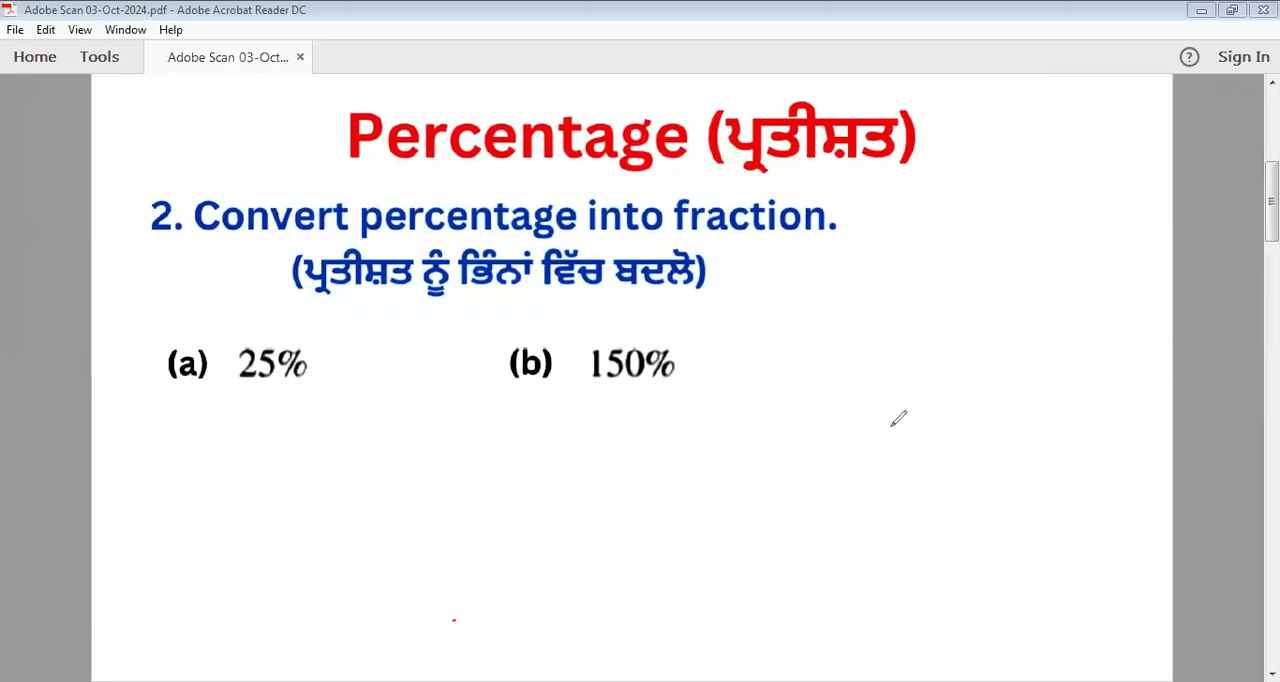 Adobe Scan 03-Oct-2024.pdf - Adobe Acrobat Reader DC
File Edit View Window Help
Home Tools Adobe Scan 03-Oct... × ? Sign In
Percentage (ਪ੍ਰਤੀਸ਼ਤ)
2. Convert percentage into fraction.
(ਪ੍ਰਤੀਸ਼ਤ ਨੂੰ ਭਿੰਨਾਂ ਵਿੱਚ ਬਦਲੋ)
(a) 25% (b) 150%